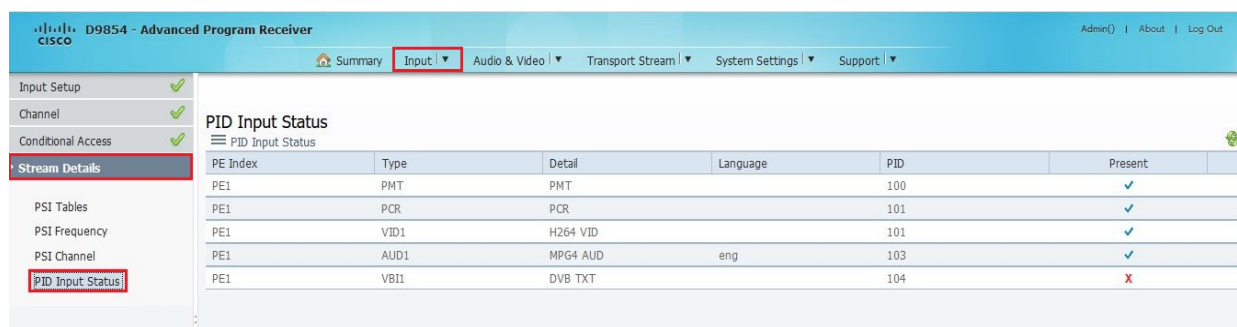 CISCO D9854 - Advanced Program Receiver
Admin() | About | Log Out
Summary Input Audio & Video Transport Stream System Settings Support
Input Setup
Channel
Conditional Access
Stream Details
PSI Tables
PSI Frequency
PSI Channel
PID Input Status
PID Input Status
PID Input Status
PE Index Type Detail Language PID Present
PE1 PMT PMT 100
PE1 PCR PCR 101
PE1 VID1 H264 VID 101
PE1 AUD1 MPG4 AUD eng 103
PE1 VBI1 DVB TXT 104 X